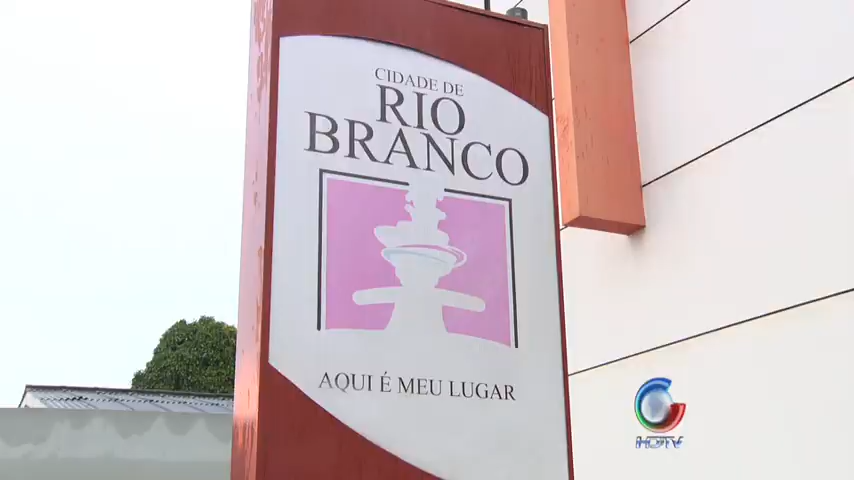 CIDADE DE
RIO
BRANCO
AQUI É MEU LUGAR
HDTV